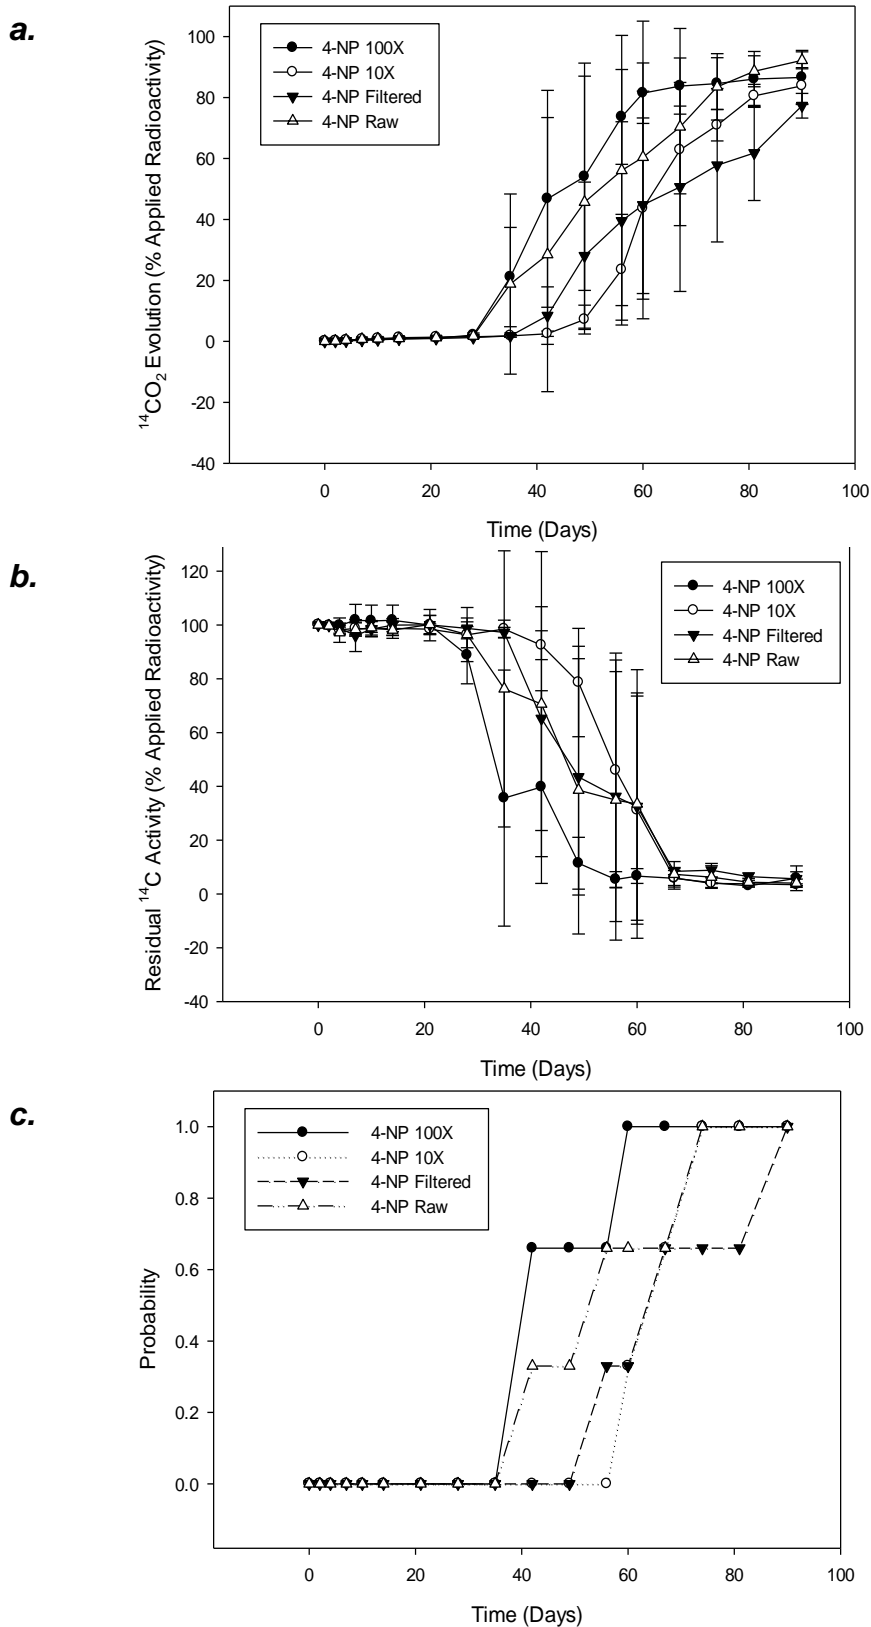 a.
100
80
60
40
20
0
-20
-40
¹⁴CO₂ Evolution (% Applied Radioactivity)
4-NP 100X
4-NP 10X
4-NP Filtered
4-NP Raw
0 20 40 60 80 100
Time (Days)
b.
120
100
80
60
40
20
0
-20
-40
Residual ¹⁴C Activity (% Applied Radioactivity)
4-NP 100X
4-NP 10X
4-NP Filtered
4-NP Raw
0 20 40 60 80 100
Time (Days)
c.
1.0
0.8
0.6
0.4
0.2
0.0
Probability
4-NP 100X
4-NP 10X
4-NP Filtered
4-NP Raw
0 20 40 60 80 100
Time (Days)